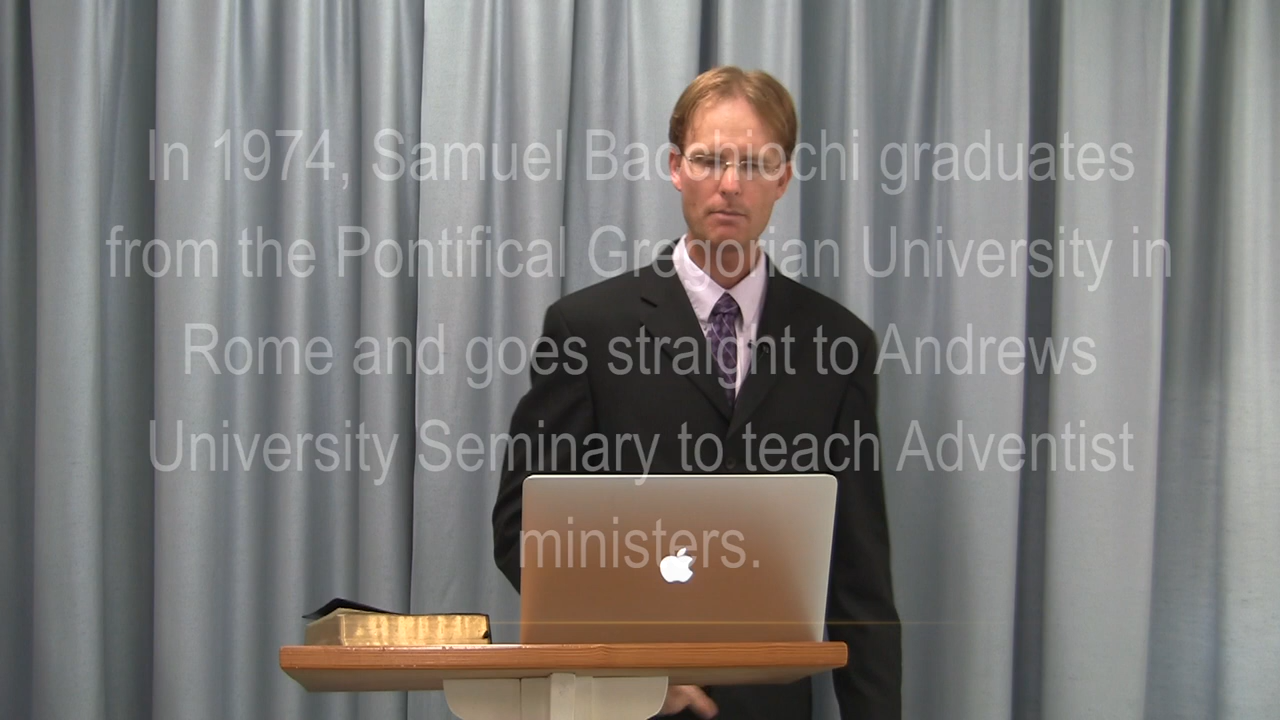 In 1974, Samuel Bacchiochi graduates
from the Pontifical Gregorian University in
Rome and goes straight to Andrews
University Seminary to teach Adventist
ministers.